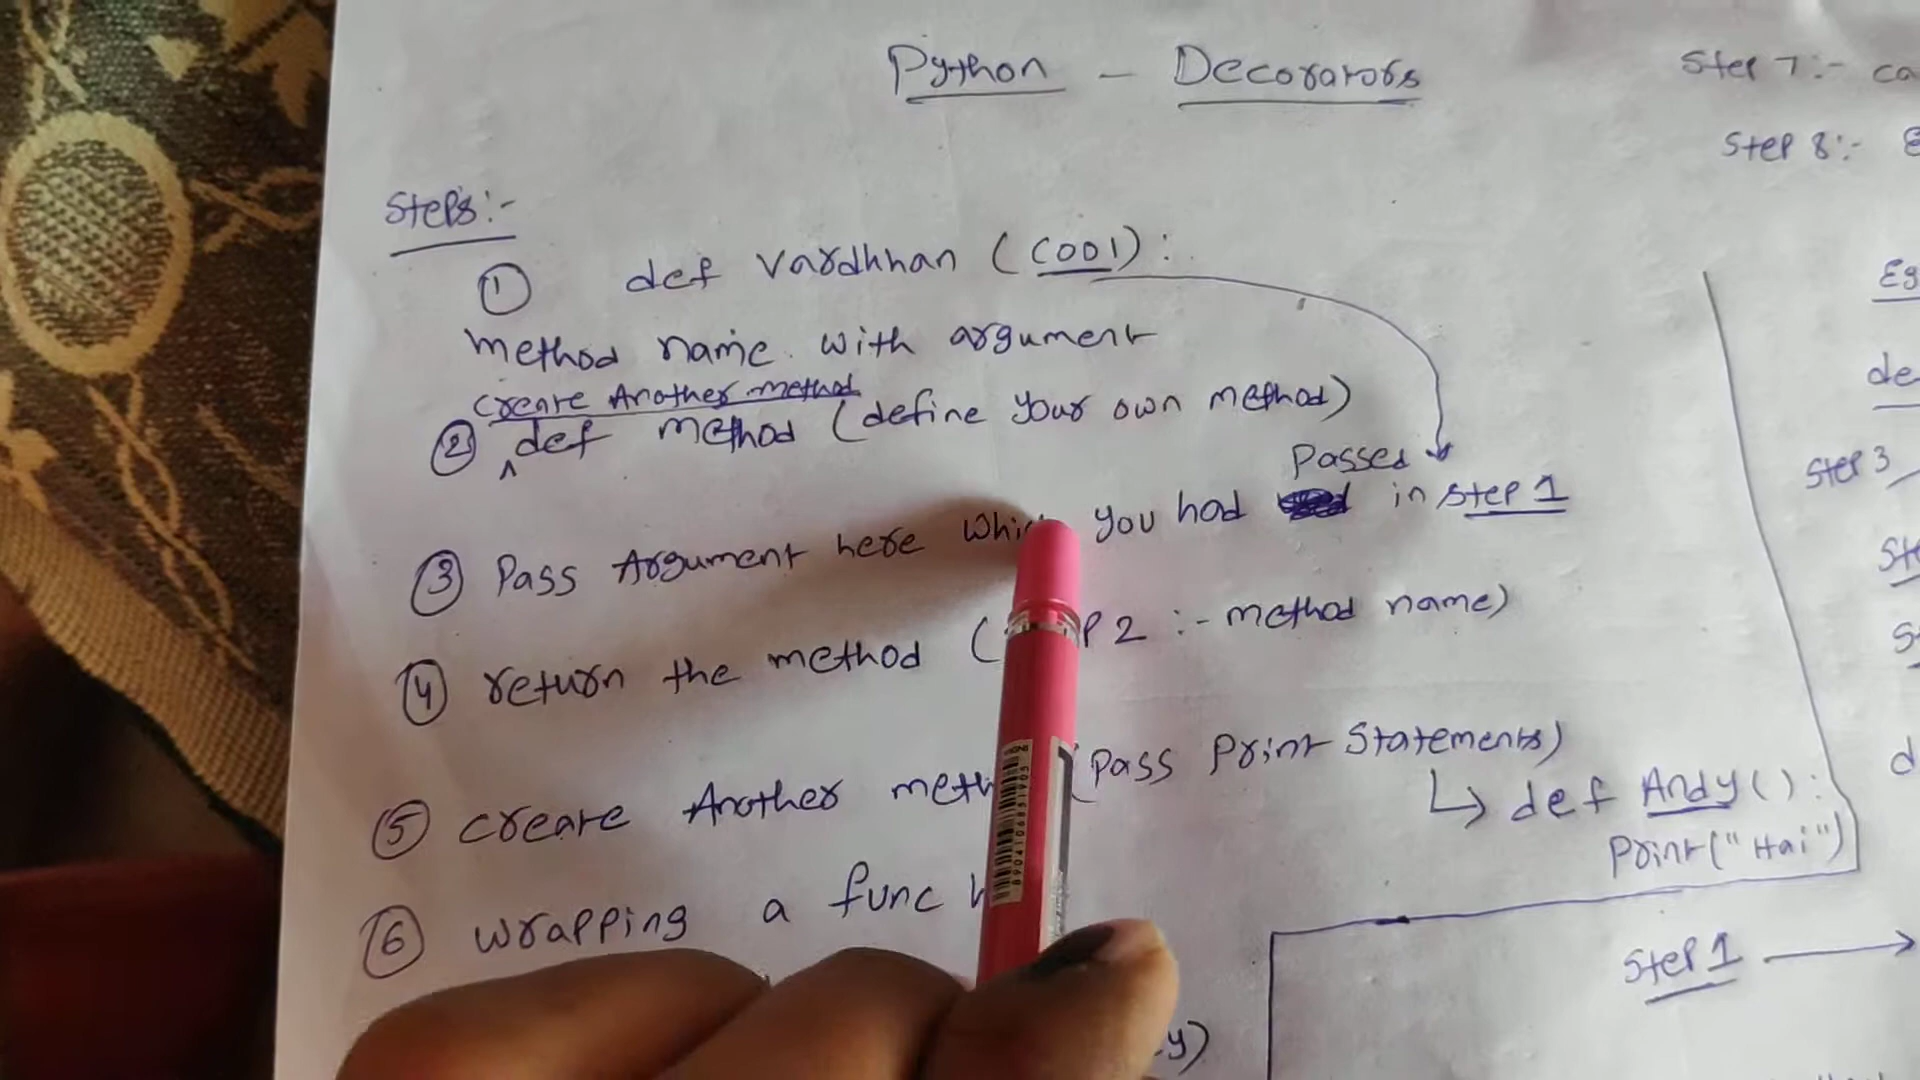 Python - Decorators
Steps:-
① def Vardhhan (COOl):
method name with argument
create Another method
② def method (define your own method)
Passed
③ Pass Argument here you had in step 1
④ return the method ( 2 :- method name)
⑤ create Another (Pass Print Statements)
def Andy():
Print("Hai")
⑥ wrapping a func
Step 7:-
Step 8:-
Eg
Step 3
Step 1
8904106851905